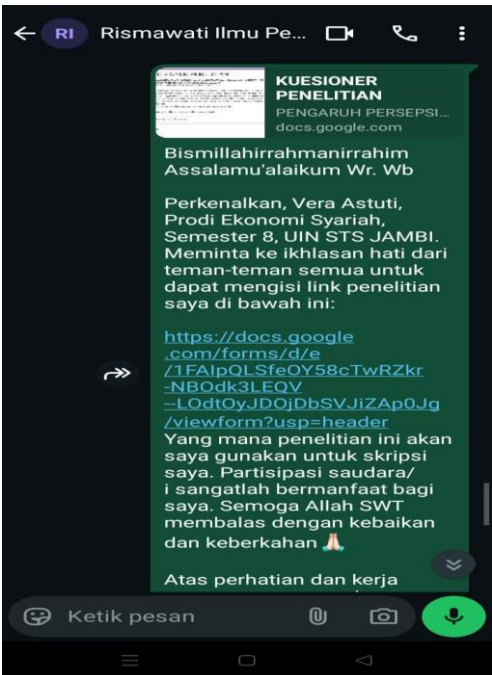 RI Rismawati Ilmu Pe...
KUESIONER
PENELITIAN
PENGARUH PERSEPSI...
docs.google.com
Bismillahirrahmanirrahim
Assalamu'alaikum Wr. Wb
Perkenalkan, Vera Astuti,
Prodi Ekonomi Syariah,
Semester 8, UIN STS JAMBI.
Meminta ke ikhlasan hati dari
teman-teman semua untuk
dapat mengisi link penelitian
saya di bawah ini:
https://docs.google
.com/forms/d/e
/1FAIpQLSfeOY58cTwRZkr
-NBOdk3LEQV
--LOdtOyJDOjDbSVJiZAp0Jg
/viewform?usp=header
Yang mana penelitian ini akan
saya gunakan untuk skripsi
saya. Partisipasi saudara/
i sangatlah bermanfaat bagi
saya. Semoga Allah SWT
membalas dengan kebaikan
dan keberkahan 🙏🏻
Atas perhatian dan kerja
Ketik pesan